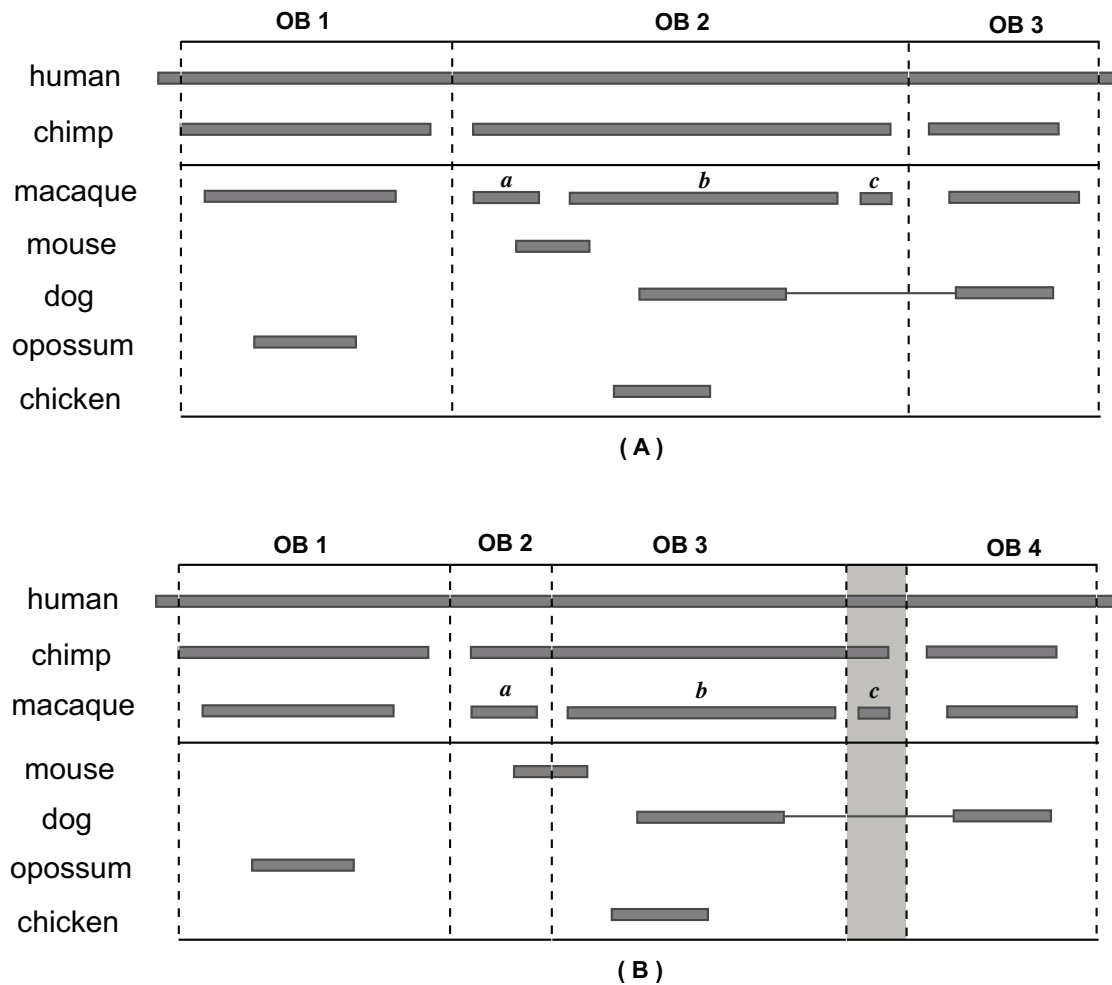 OB 1 OB 2 OB 3
human
chimp
macaque a b c
mouse
dog
opossum
chicken
( A )
OB 1 OB 2 OB 3 OB 4
human
chimp
macaque a b c
mouse
dog
opossum
chicken
( B )